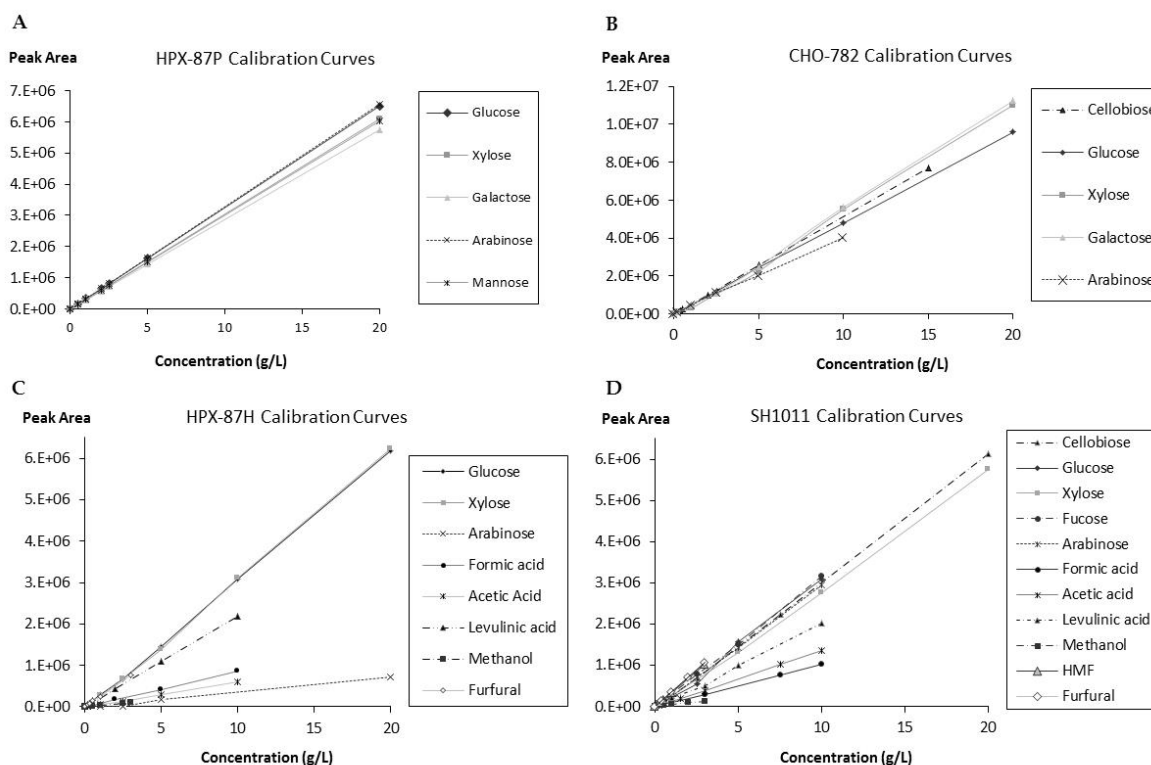 A
Peak Area
HPX-87P Calibration Curves
7.E+06
6.E+06
5.E+06
4.E+06
3.E+06
2.E+06
1.E+06
0.E+00
0 5 10 15 20
Concentration (g/L)
Glucose
Xylose
Galactose
Arabinose
Mannose
B
Peak Area
CHO-782 Calibration Curves
1.2E+07
1.0E+07
8.0E+06
6.0E+06
4.0E+06
2.0E+06
0.0E+00
0 5 10 15 20
Concentration (g/L)
Cellobiose
Glucose
Xylose
Galactose
Arabinose
C
Peak Area
HPX-87H Calibration Curves
6.E+06
5.E+06
4.E+06
3.E+06
2.E+06
1.E+06
0.E+00
0 5 10 15 20
Concentration (g/L)
Glucose
Xylose
Arabinose
Formic acid
Acetic Acid
Levulinic acid
Methanol
Furfural
D
Peak Area
SH1011 Calibration Curves
6.E+06
5.E+06
4.E+06
3.E+06
2.E+06
1.E+06
0.E+00
0 5 10 15 20
Concentration (g/L)
Cellobiose
Glucose
Xylose
Fucose
Arabinose
Formic acid
Acetic acid
Levulinic acid
Methanol
HMF
Furfural